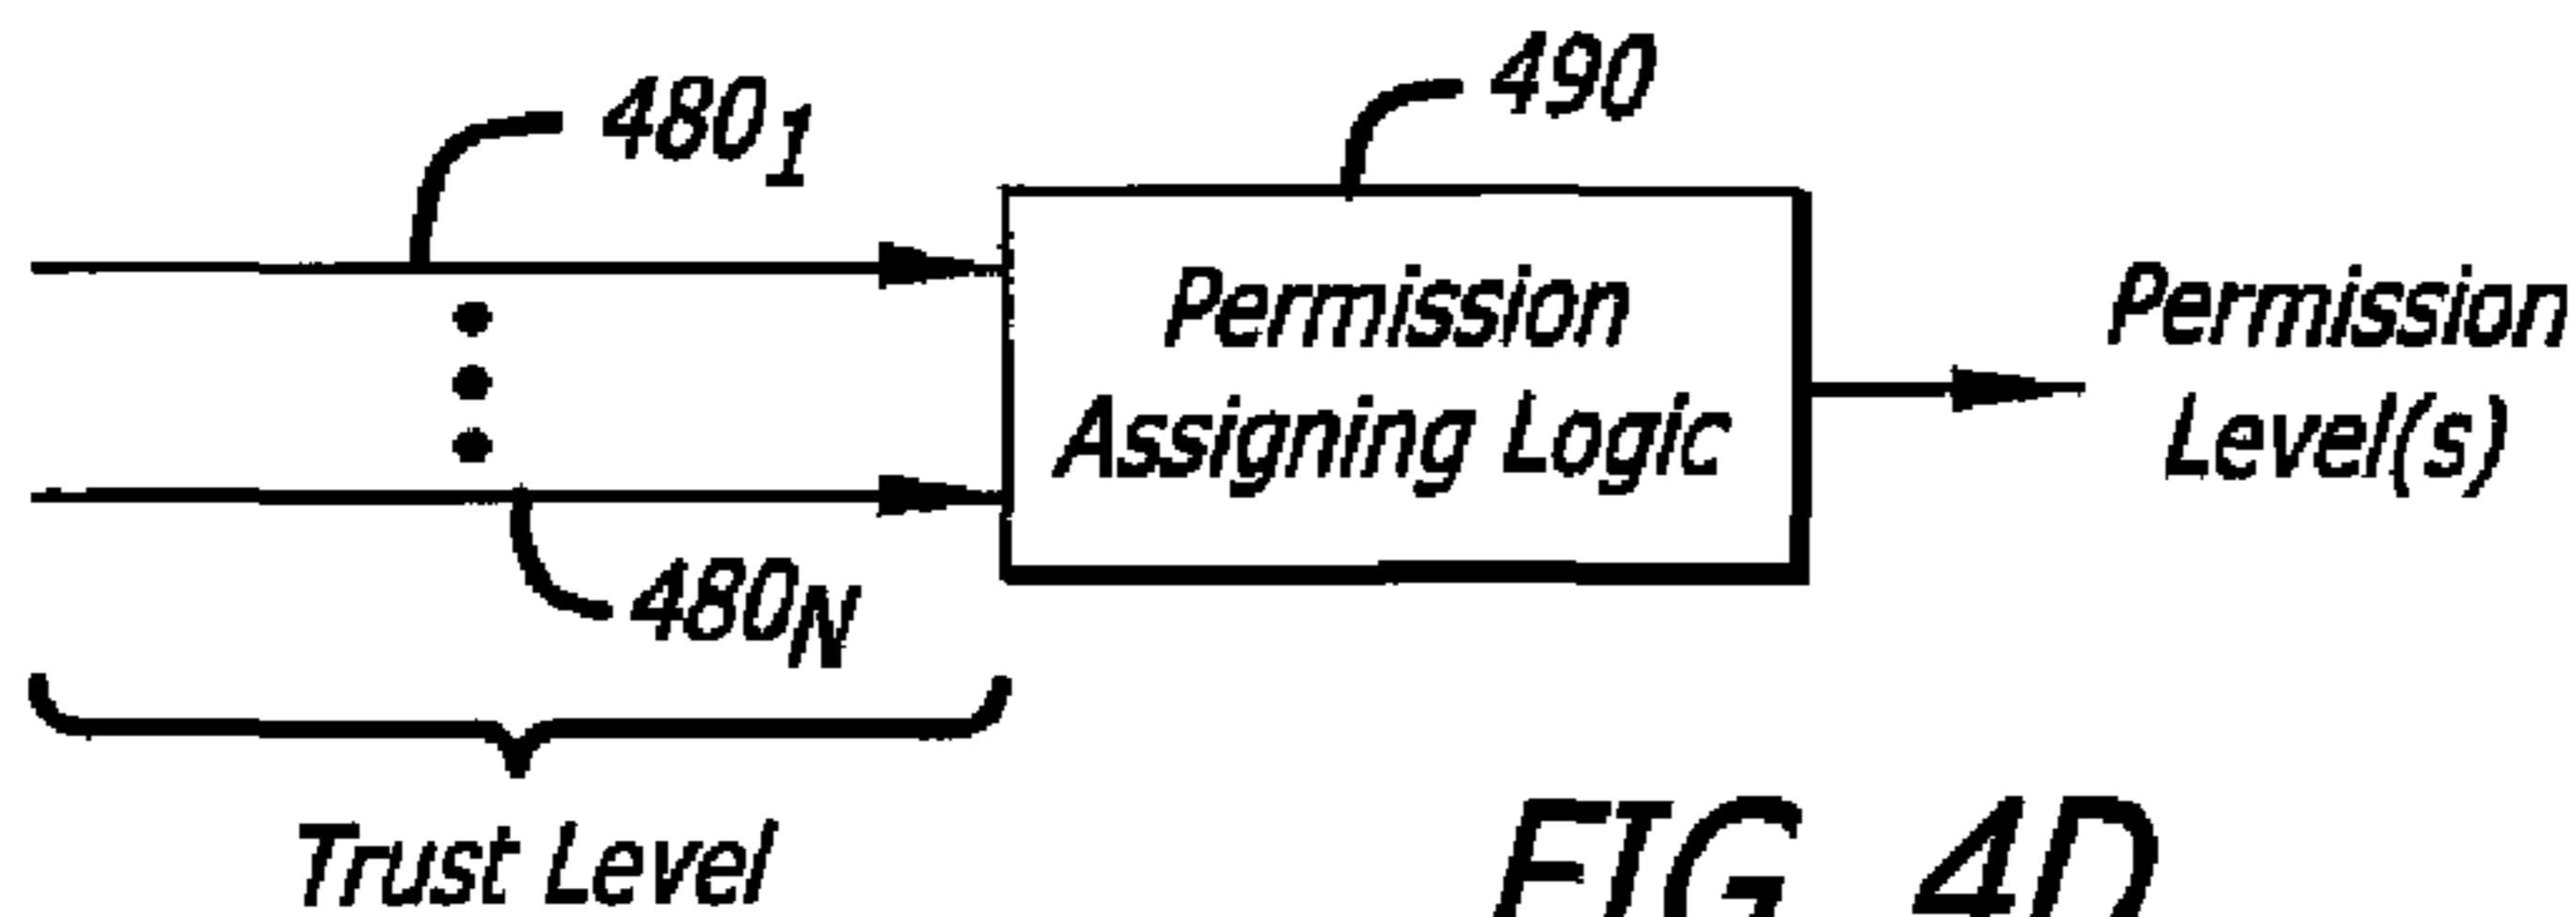 480₁
490
Permission
Assigning Logic
Permission
Level(s)
480N
Trust Level
FIG. 4D